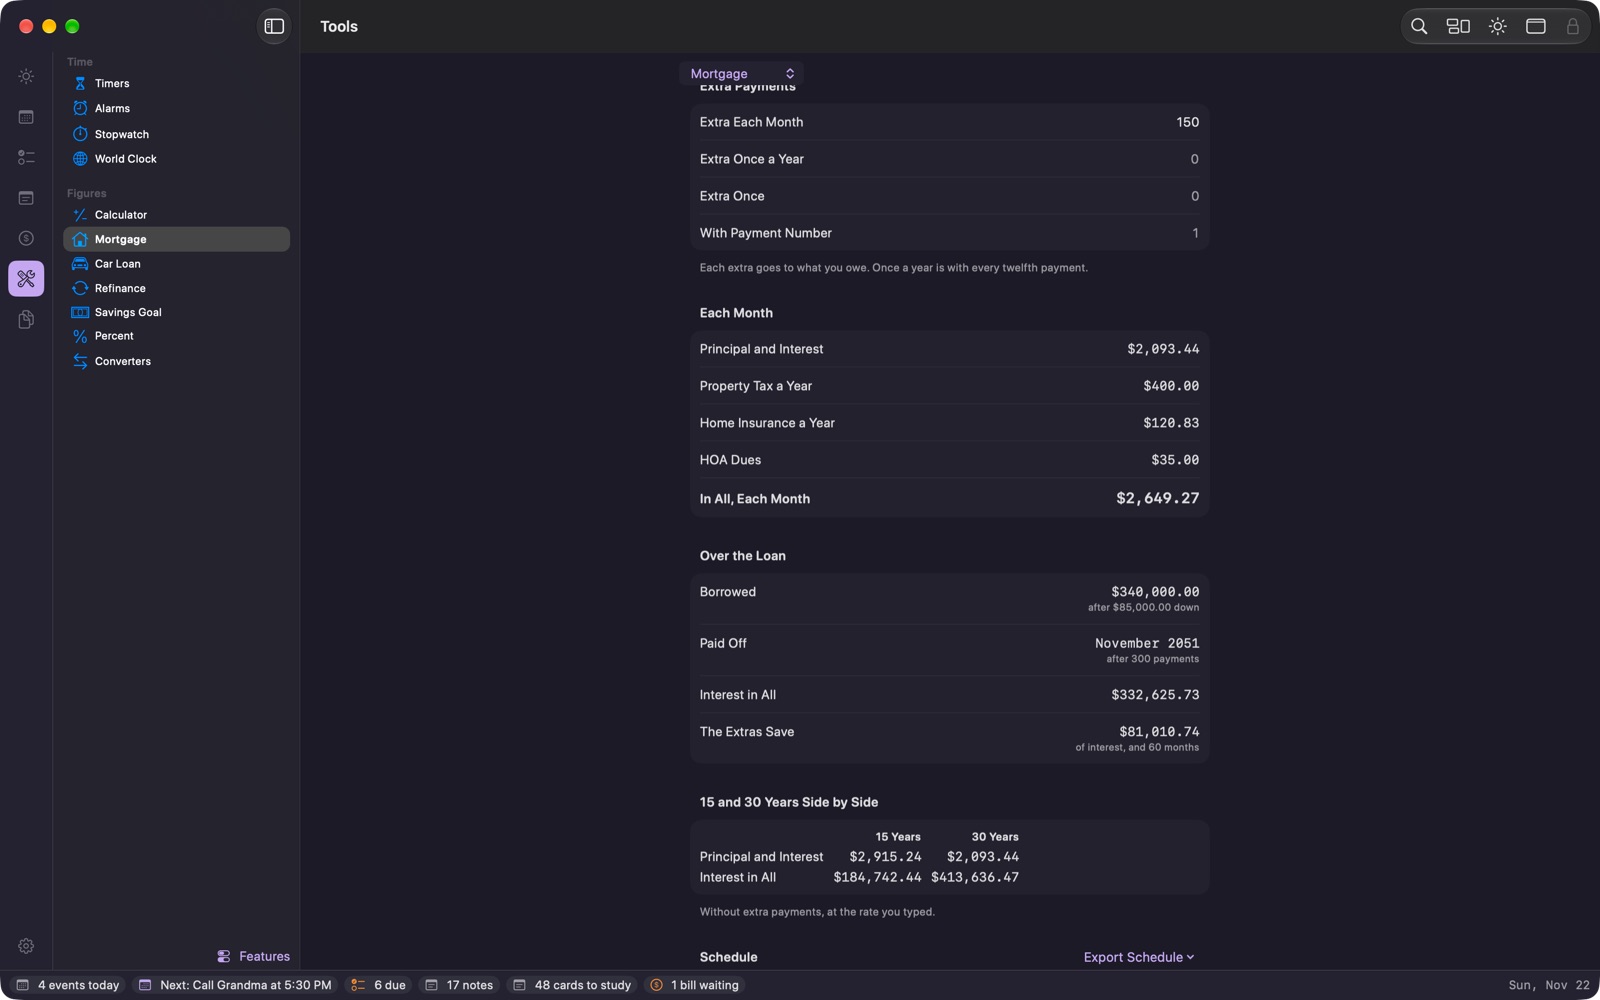 Tools
Time
Timers
Alarms
Stopwatch
World Clock
Figures
Calculator
Mortgage
Car Loan
Refinance
Savings Goal
Percent
Converters
Features
Mortgage
Extra Payments
Extra Each Month 150
Extra Once a Year 0
Extra Once 0
With Payment Number 1
Each extra goes to what you owe. Once a year is with every twelfth payment.
Each Month
Principal and Interest $2,093.44
Property Tax a Year $400.00
Home Insurance a Year $120.83
HOA Dues $35.00
In All, Each Month $2,649.27
Over the Loan
Borrowed $340,000.00
after $85,000.00 down
Paid Off November 2051
after 300 payments
Interest in All $332,625.73
The Extras Save $81,010.74
of interest, and 60 months
15 and 30 Years Side by Side
15 Years 30 Years
Principal and Interest $2,915.24 $2,093.44
Interest in All $184,742.44 $413,636.47
Without extra payments, at the rate you typed.
Schedule Export Schedule
4 events today Next: Call Grandma at 5:30 PM 6 due 17 notes 48 cards to study 1 bill waiting Sun, Nov 22